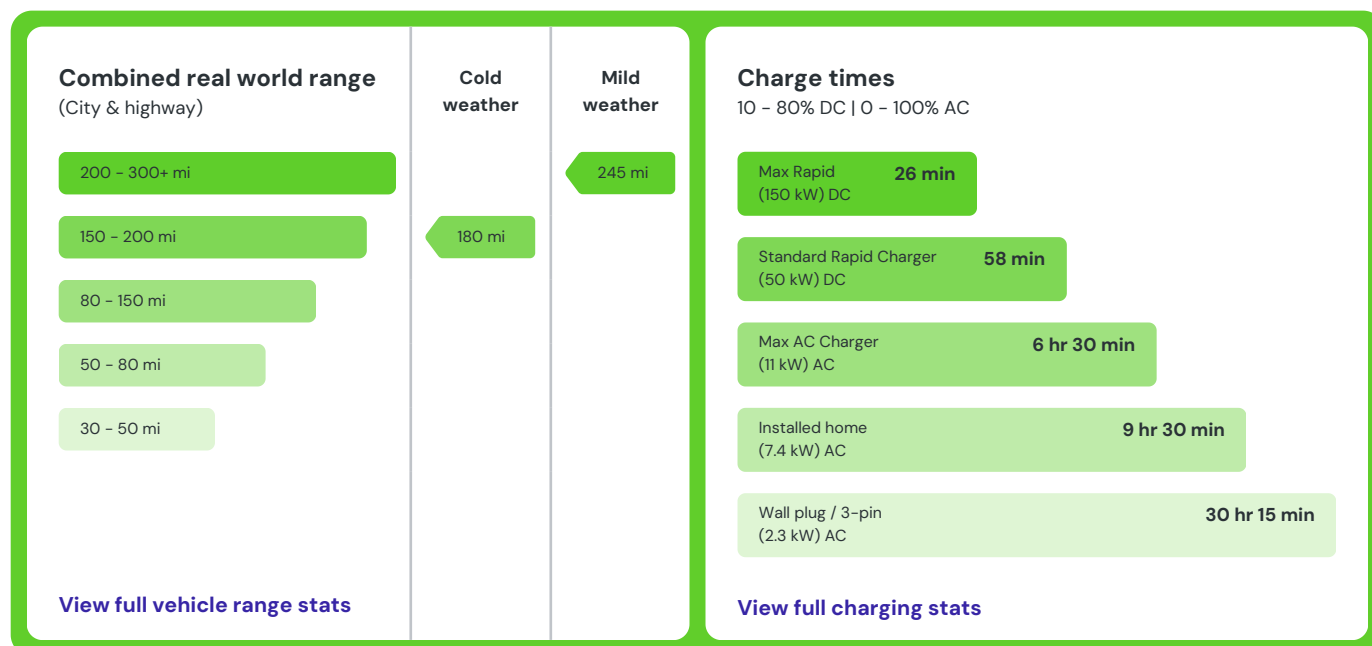 Combined real world range
(City & highway)
Cold
weather
Mild
weather
200 - 300+ mi
245 mi
150 - 200 mi
180 mi
80 - 150 mi
50 - 80 mi
30 - 50 mi
View full vehicle range stats
Charge times
10 - 80% DC | 0 - 100% AC
Max Rapid
(150 kW) DC
26 min
Standard Rapid Charger
(50 kW) DC
58 min
Max AC Charger
(11 kW) AC
6 hr 30 min
Installed home
(7.4 kW) AC
9 hr 30 min
Wall plug / 3-pin
(2.3 kW) AC
30 hr 15 min
View full charging stats